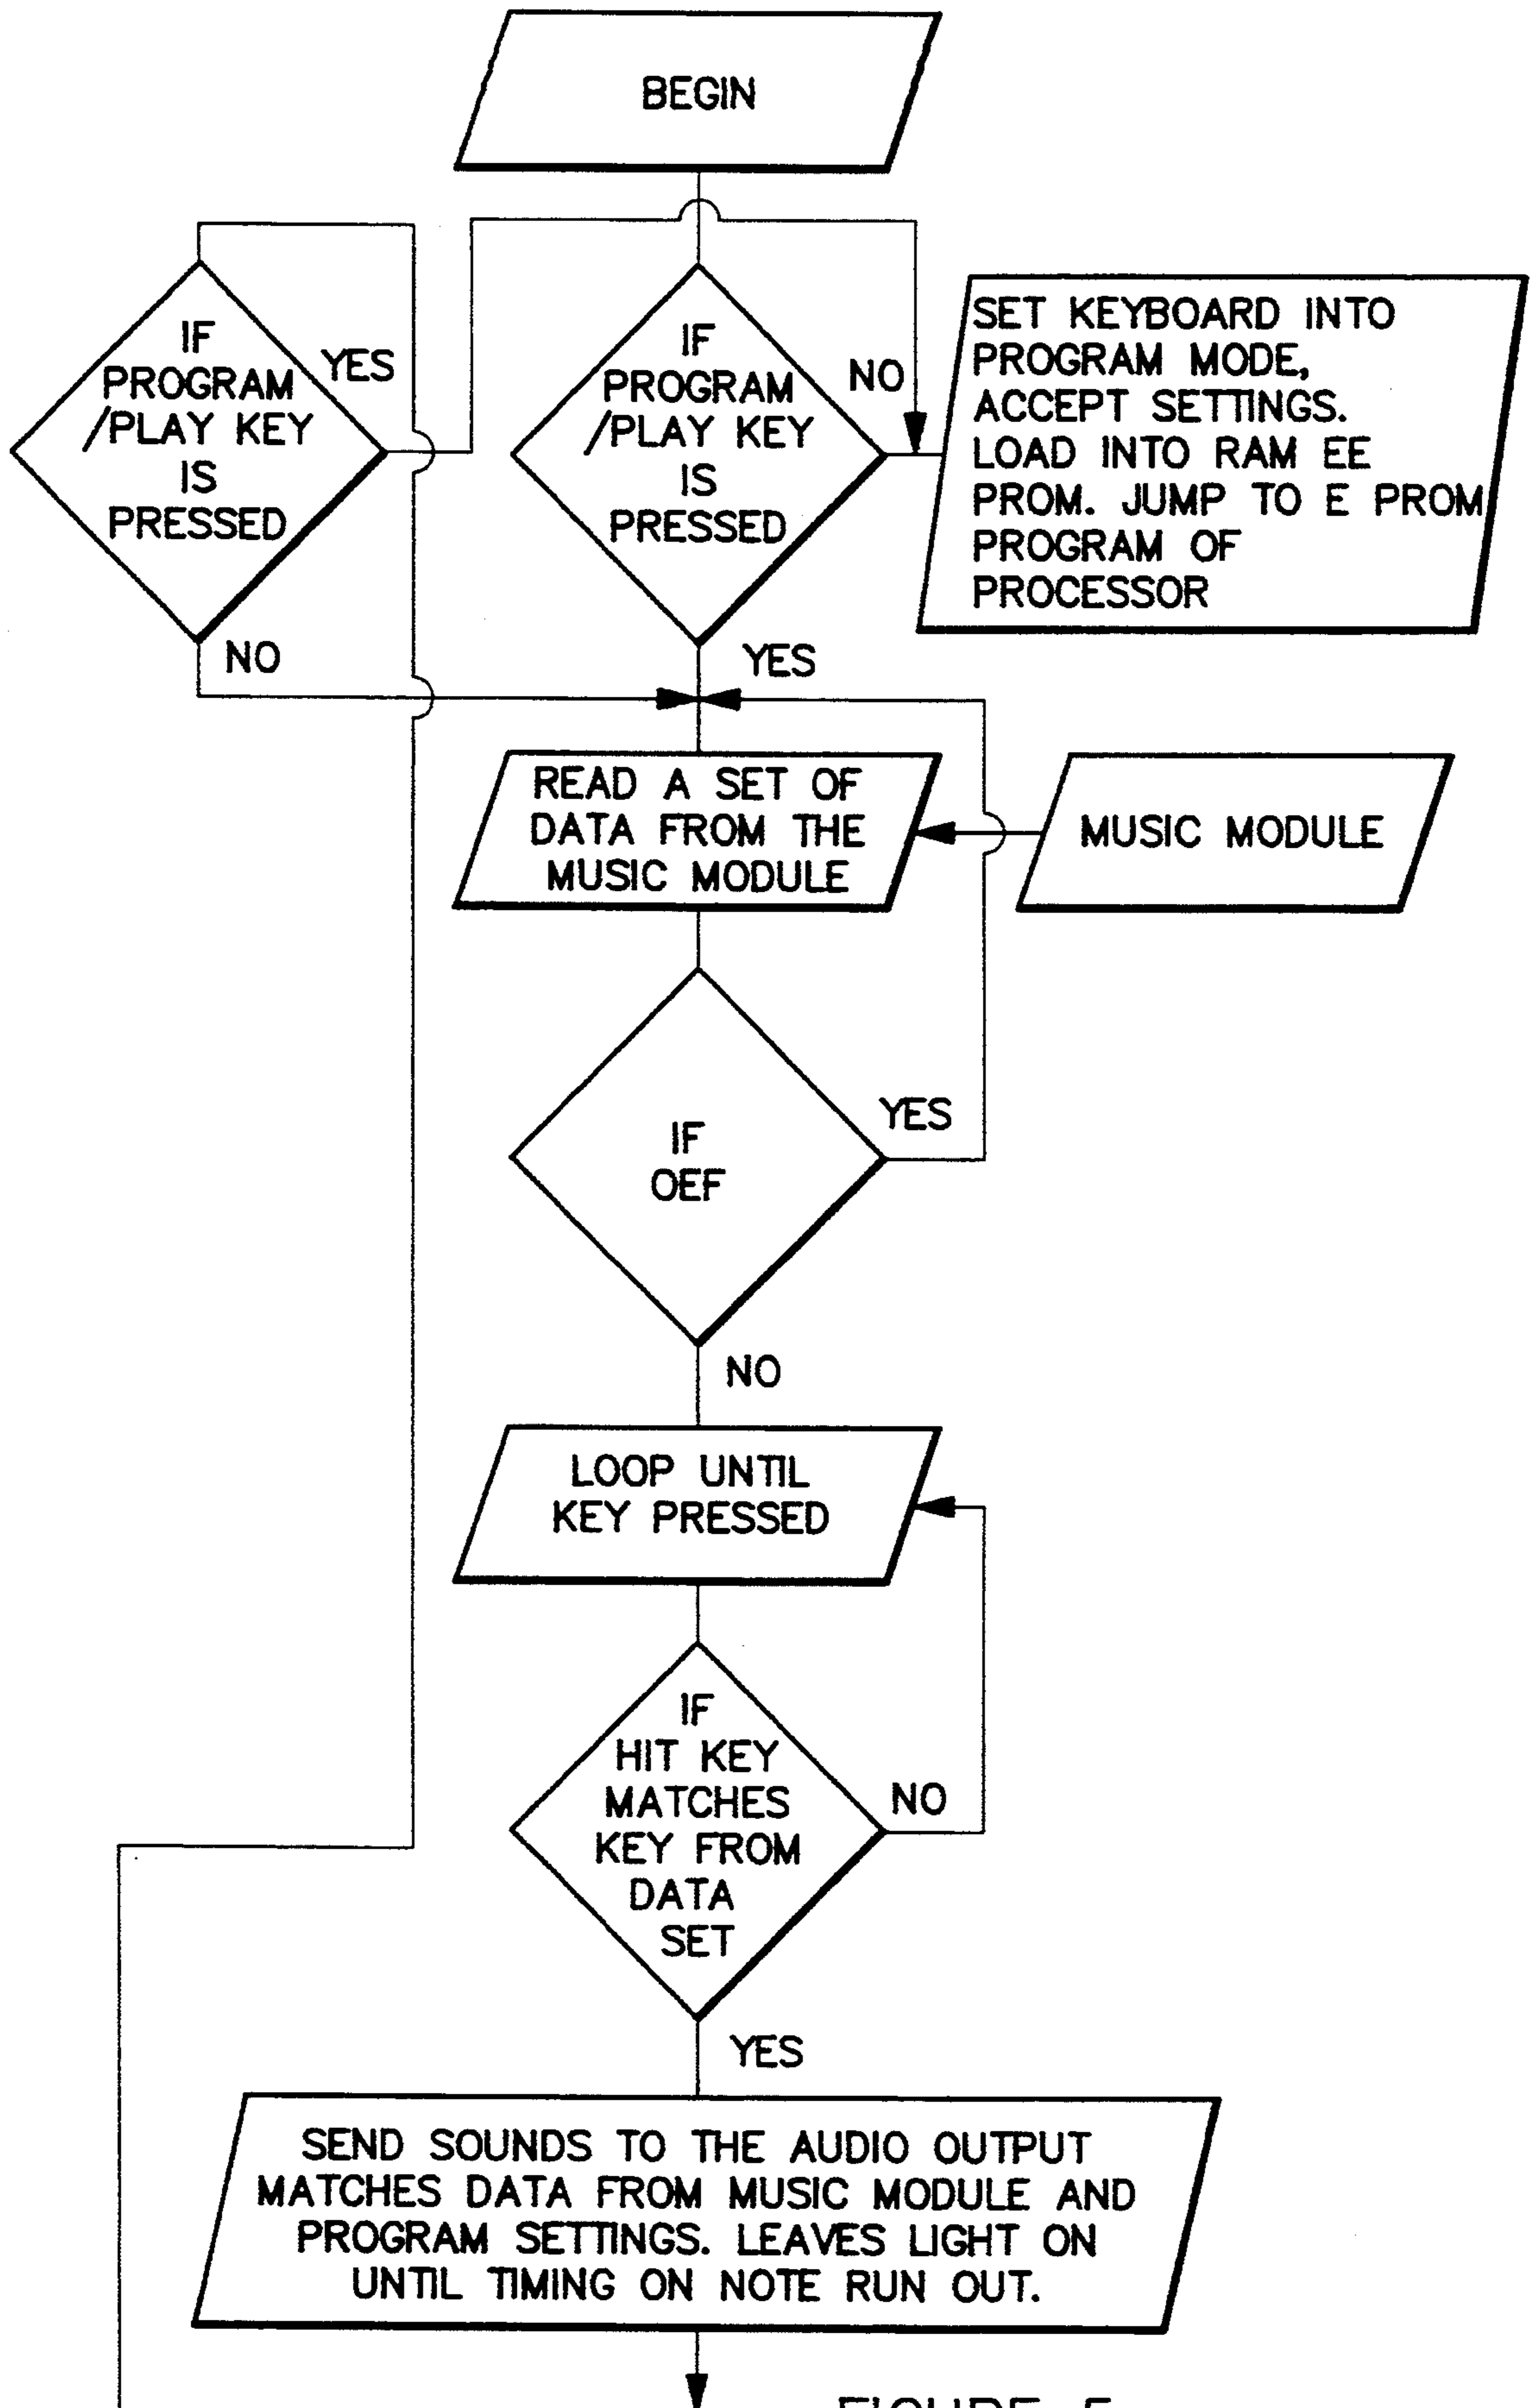 BEGIN
IF
PROGRAM
/PLAY KEY
IS
PRESSED
YES
NO
IF
PROGRAM
/PLAY KEY
IS
PRESSED
NO
YES
SET KEYBOARD INTO
PROGRAM MODE,
ACCEPT SETTINGS.
LOAD INTO RAM EE
PROM. JUMP TO E PROM
PROGRAM OF
PROCESSOR
READ A SET OF
DATA FROM THE
MUSIC MODULE
MUSIC MODULE
IF
OEF
YES
NO
LOOP UNTIL
KEY PRESSED
IF
HIT KEY
MATCHES
KEY FROM
DATA
SET
NO
YES
SEND SOUNDS TO THE AUDIO OUTPUT
MATCHES DATA FROM MUSIC MODULE AND
PROGRAM SETTINGS. LEAVES LIGHT ON
UNTIL TIMING ON NOTE RUN OUT.